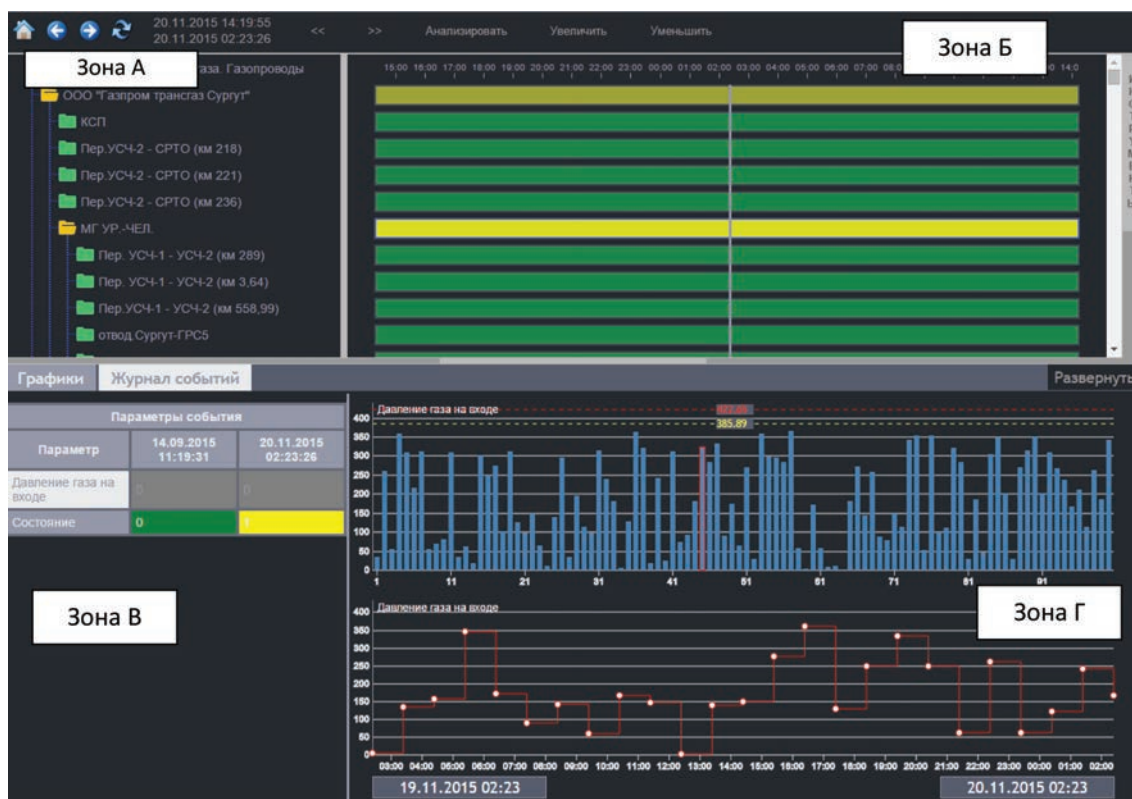 20.11.2015 14:19:55
20.11.2015 02:23:26
<< >> Анализировать Увеличить Уменьшить
Зона А
Зона Б
газа. Газопроводы
15:00 16:00 17:00 18:00 19:00 20:00 21:00 22:00 23:00 00:00 01:00 02:00 03:00 04:00 05:00 06:00 07:00 14:0
ООО "Газпром трансгаз Сургут"
КСП
Пер.УСЧ-2 - СРТО (км 218)
Пер.УСЧ-2 - СРТО (км 221)
Пер.УСЧ-2 - СРТО (км 236)
МГ УР.-ЧЕЛ.
Пер. УСЧ-1 - УСЧ-2 (км 289)
Пер. УСЧ-1 - УСЧ-2 (км 3,64)
Пер.УСЧ-1 - УСЧ-2 (км 558,99)
отвод.Сургут-ГРС5
Графики Журнал событий Развернуть
Параметры события
Параметр 14.09.2015 11:19:31 20.11.2015 02:23:26
Давление газа на входе 0 0
Состояние 0 1
Зона В
Давление газа на входе
385.89
400
350
300
250
200
150
100
50
0
1 11 21 31 41 51 61 71 81 91
Зона Г
Давление газа на входе
400
350
300
250
200
150
100
50
0
03:00 04:00 05:00 06:00 07:00 08:00 09:00 10:00 11:00 12:00 13:00 14:00 15:00 16:00 17:00 18:00 19:00 20:00 21:00 22:00 23:00 00:00 01:00 02:00
19.11.2015 02:23 20.11.2015 02:23